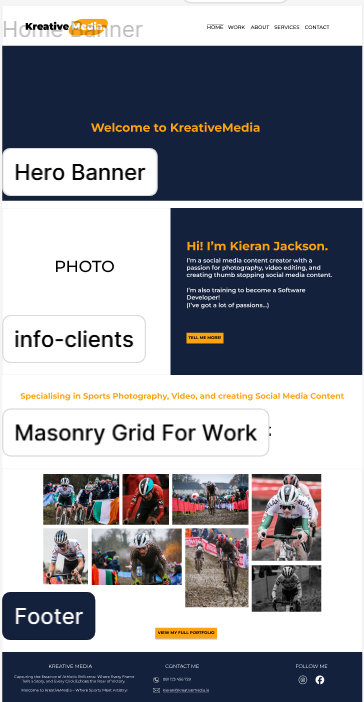 Home Banner
Kreative Media
HOME WORK ABOUT SERVICES CONTACT
Welcome to KreativeMedia
Hero Banner
PHOTO
Hi! I'm Kieran Jackson.
I'm a social media content creator with a
passion for photography, video editing, and
creating thumb stopping social media content.
I'm also training to become a Software
Developer!
(I've got a lot of passions...)
TELL ME MORE!
info-clients
Specialising in Sports Photography, Video, and creating Social Media Content
Masonry Grid For Work
:
VIEW MY FULL PORTFOLIO
Footer
KREATIVE MEDIA
Capturing the Essence of Athletic Brilliance: Where Every Frame
Tells a Story, and Every Click Echoes the Roar of Victory.
Welcome to KreativeMedia - Where Sports Meet Artistry!
CONTACT ME
FOLLOW ME